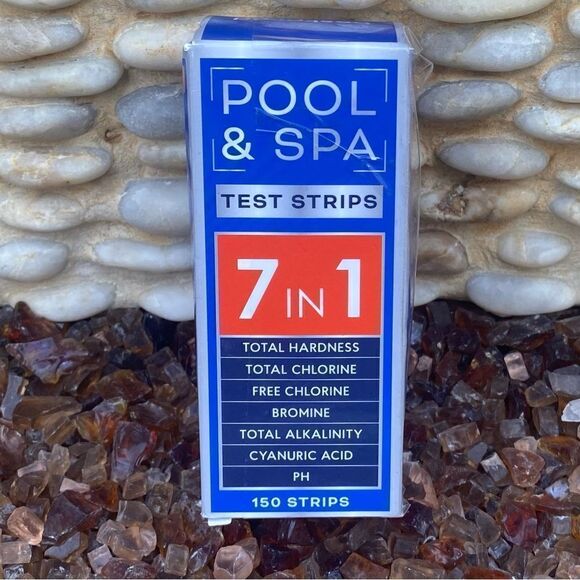 POOL
& SPA
TEST STRIPS
7 IN 1
TOTAL HARDNESS
TOTAL CHLORINE
FREE CHLORINE
BROMINE
TOTAL ALKALINITY
CYANURIC ACID
PH
150 STRIPS